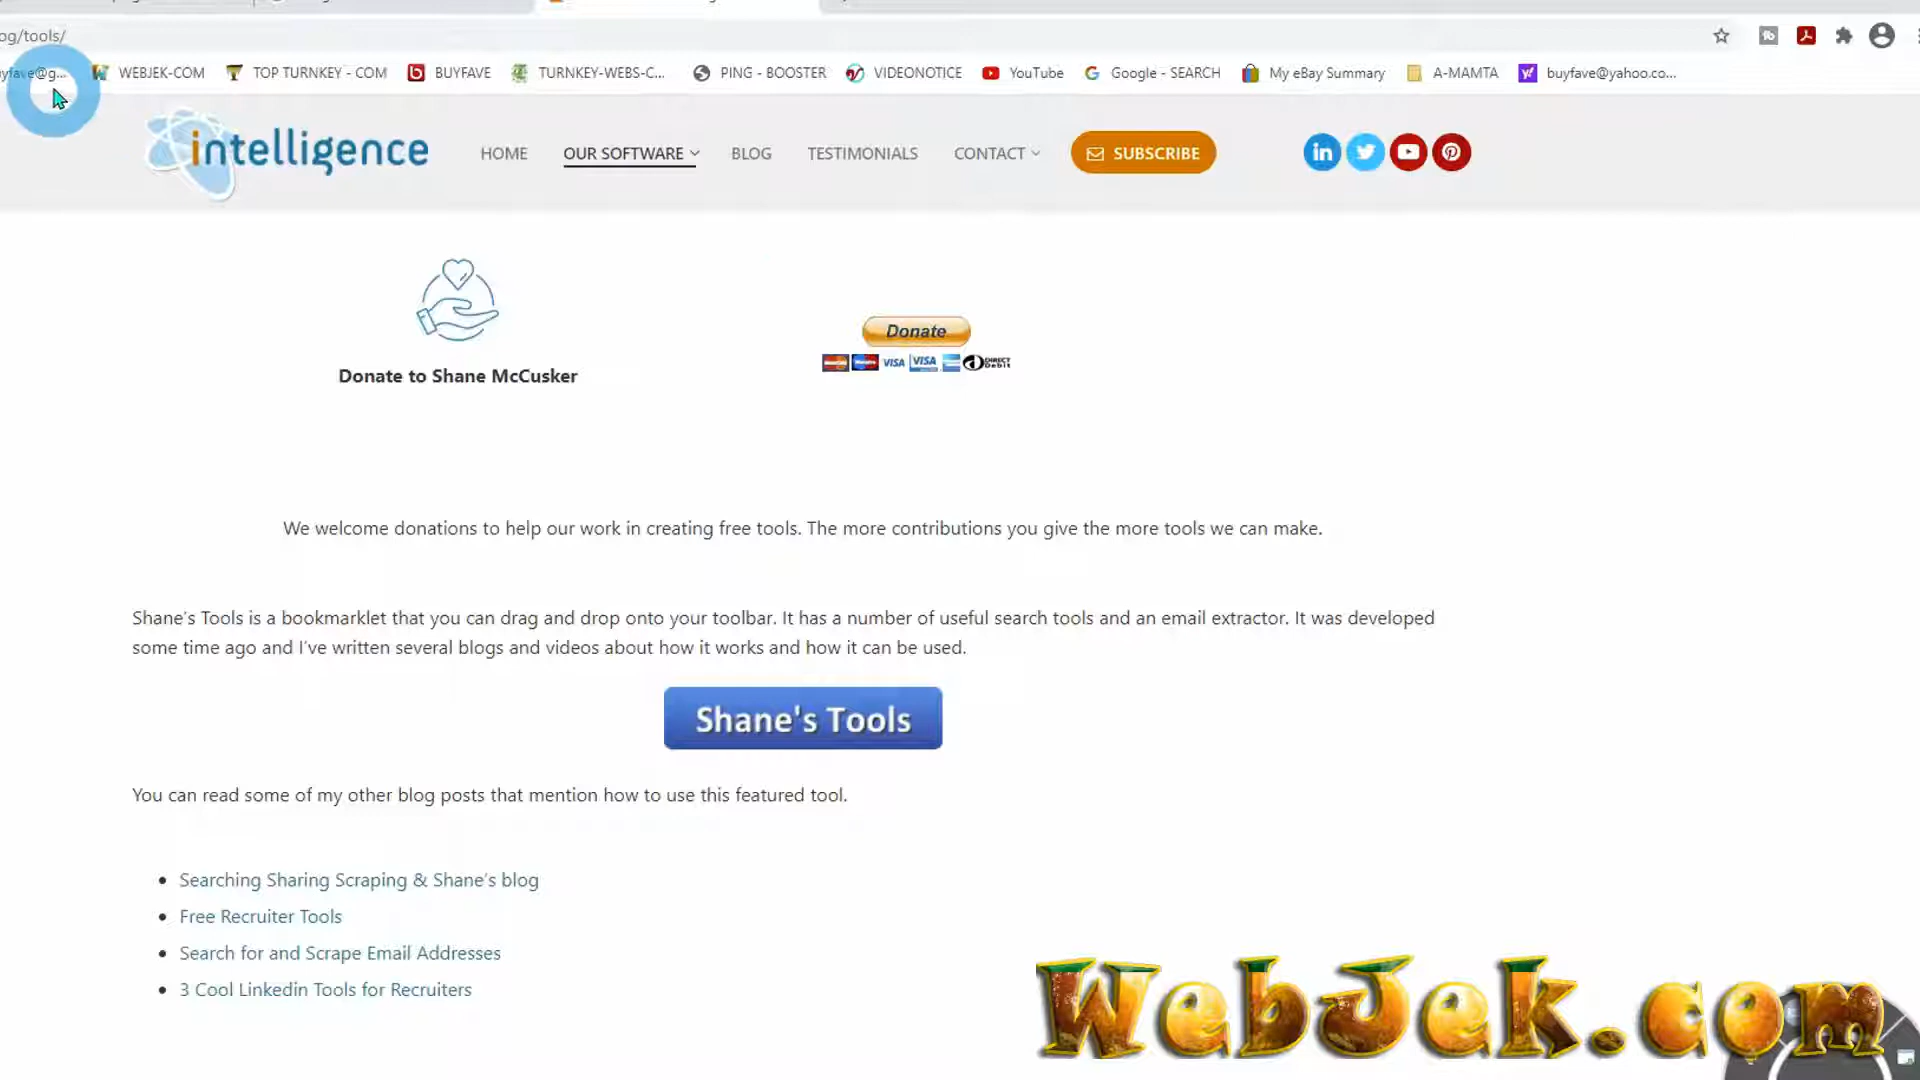 og/tools/
WEBJEK-COM TOP TURNKEY - COM BUYFAVE TURNKEY-WEBS-C... PING - BOOSTER VIDEONOTICE YouTube Google - SEARCH My eBay Summary A-MAMTA buyfave@yahoo.co...
intelligence HOME OUR SOFTWARE BLOG TESTIMONIALS CONTACT SUBSCRIBE
Donate
VISA VISA DIRECT Debit
Donate to Shane McCusker
We welcome donations to help our work in creating free tools. The more contributions you give the more tools we can make.
Shane's Tools is a bookmarklet that you can drag and drop onto your toolbar. It has a number of useful search tools and an email extractor. It was developed
some time ago and I've written several blogs and videos about how it works and how it can be used.
Shane's Tools
You can read some of my other blog posts that mention how to use this featured tool.
• Searching Sharing Scraping & Shane's blog
• Free Recruiter Tools
• Search for and Scrape Email Addresses
• 3 Cool Linkedin Tools for Recruiters
WebJek.com